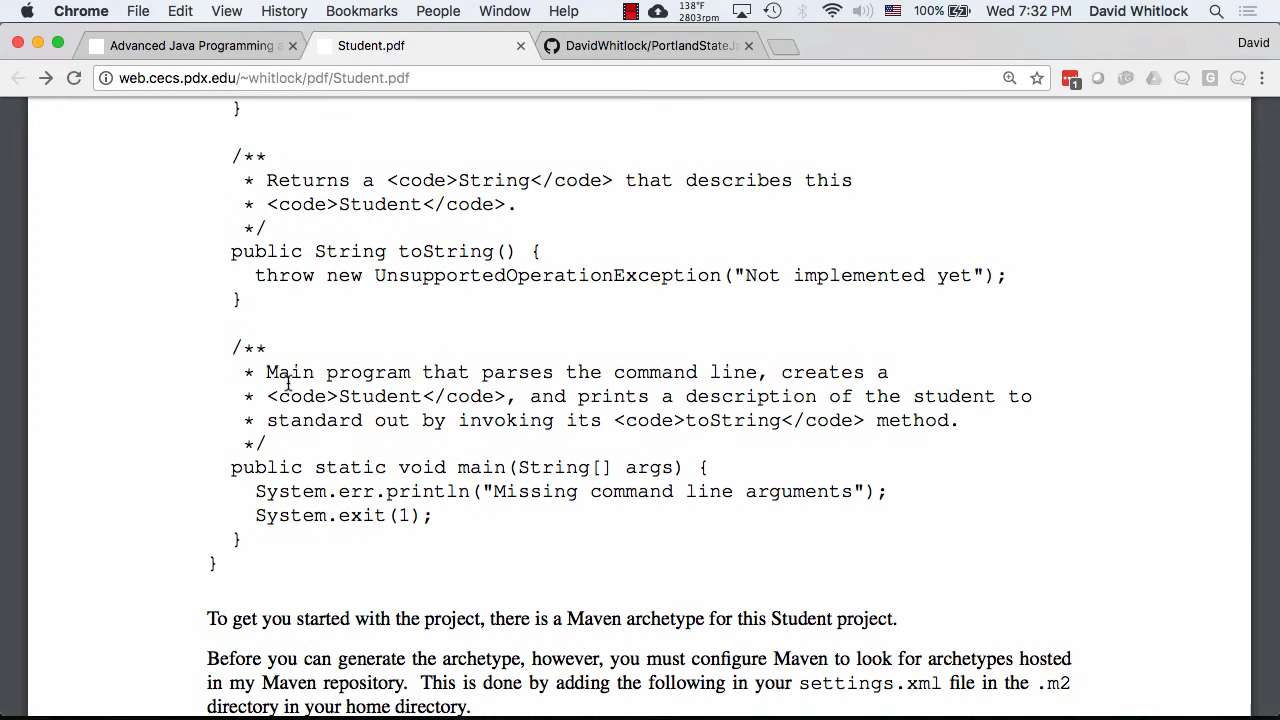 Chrome File Edit View History Bookmarks People Window Help 138°F 2803rpm 100% Wed 7:32 PM David Whitlock
Advanced Java Programming a
Student.pdf
DavidWhitlock/PortlandStateJa
David
web.cecs.pdx.edu/~whitlock/pdf/Student.pdf
1
G
}
/**
* Returns a <code>String</code> that describes this
* <code>Student</code>.
*/
public String toString() {
throw new UnsupportedOperationException("Not implemented yet");
}
/**
* Main program that parses the command line, creates a
* <code>Student</code>, and prints a description of the student to
* standard out by invoking its <code>toString</code> method.
*/
public static void main(String[] args) {
System.err.println("Missing command line arguments");
System.exit(1);
}
}
To get you started with the project, there is a Maven archetype for this Student project.
Before you can generate the archetype, however, you must configure Maven to look for archetypes hosted
in my Maven repository. This is done by adding the following in your settings.xml file in the .m2
directory in your home directory.